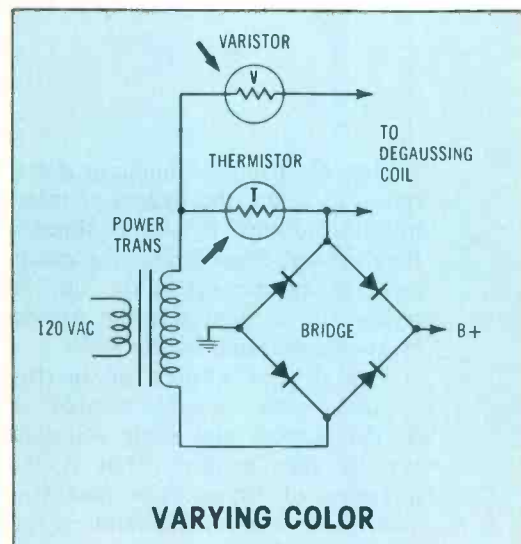 VARISTOR
V
TO
DEGAUSSING
COIL
THERMISTOR
T
POWER
TRANS
120 VAC
BRIDGE
B+
VARYING COLOR